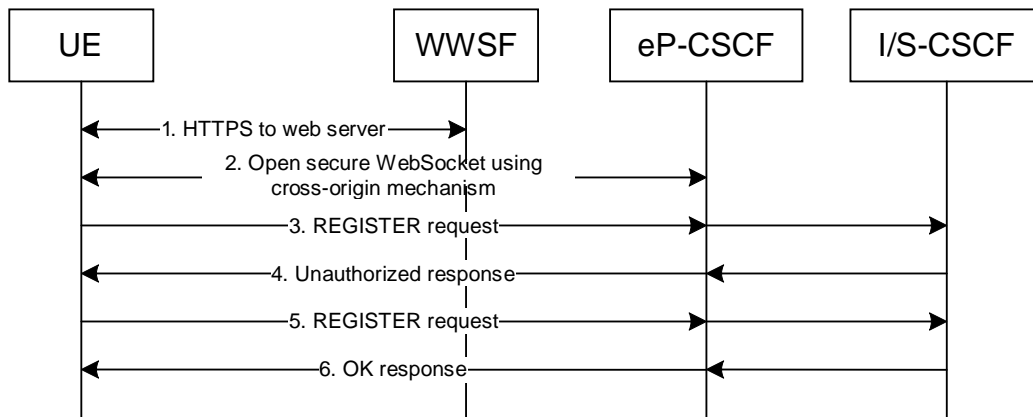 UE
WWSF
eP-CSCF
I/S-CSCF
1. HTTPS to web server
2. Open secure WebSocket using
cross-origin mechanism
3. REGISTER request
4. Unauthorized response
5. REGISTER request
6. OK response